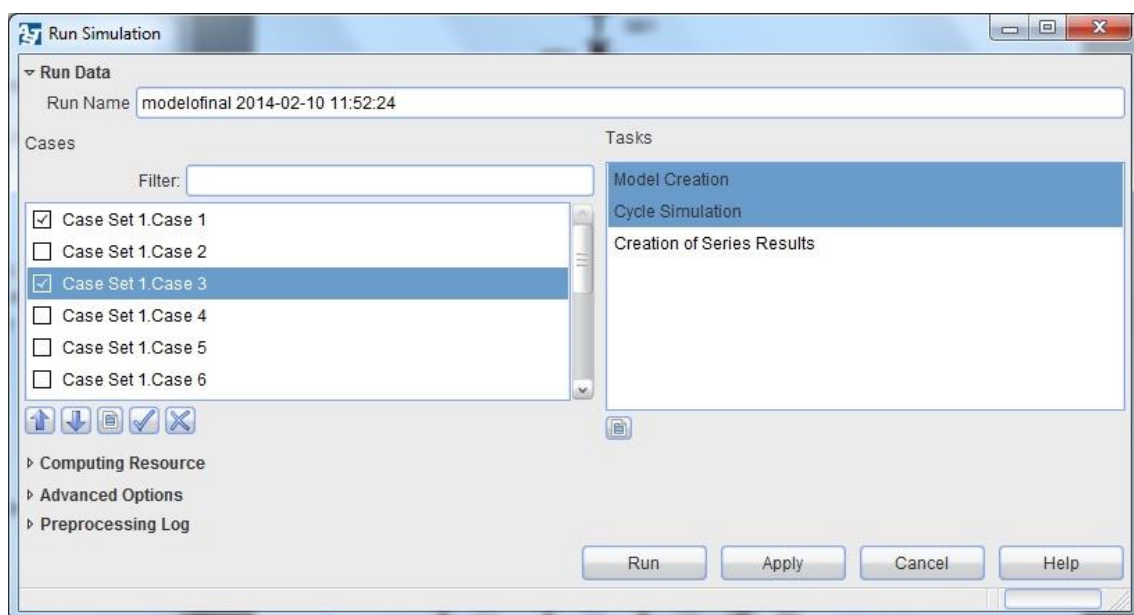 Run Simulation
Run Data
Run Name modelofinal 2014-02-10 11:52:24
Cases
Filter:
Case Set 1.Case 1
Case Set 1.Case 2
Case Set 1.Case 3
Case Set 1.Case 4
Case Set 1.Case 5
Case Set 1.Case 6
Tasks
Model Creation
Cycle Simulation
Creation of Series Results
Computing Resource
Advanced Options
Preprocessing Log
Run Apply Cancel Help